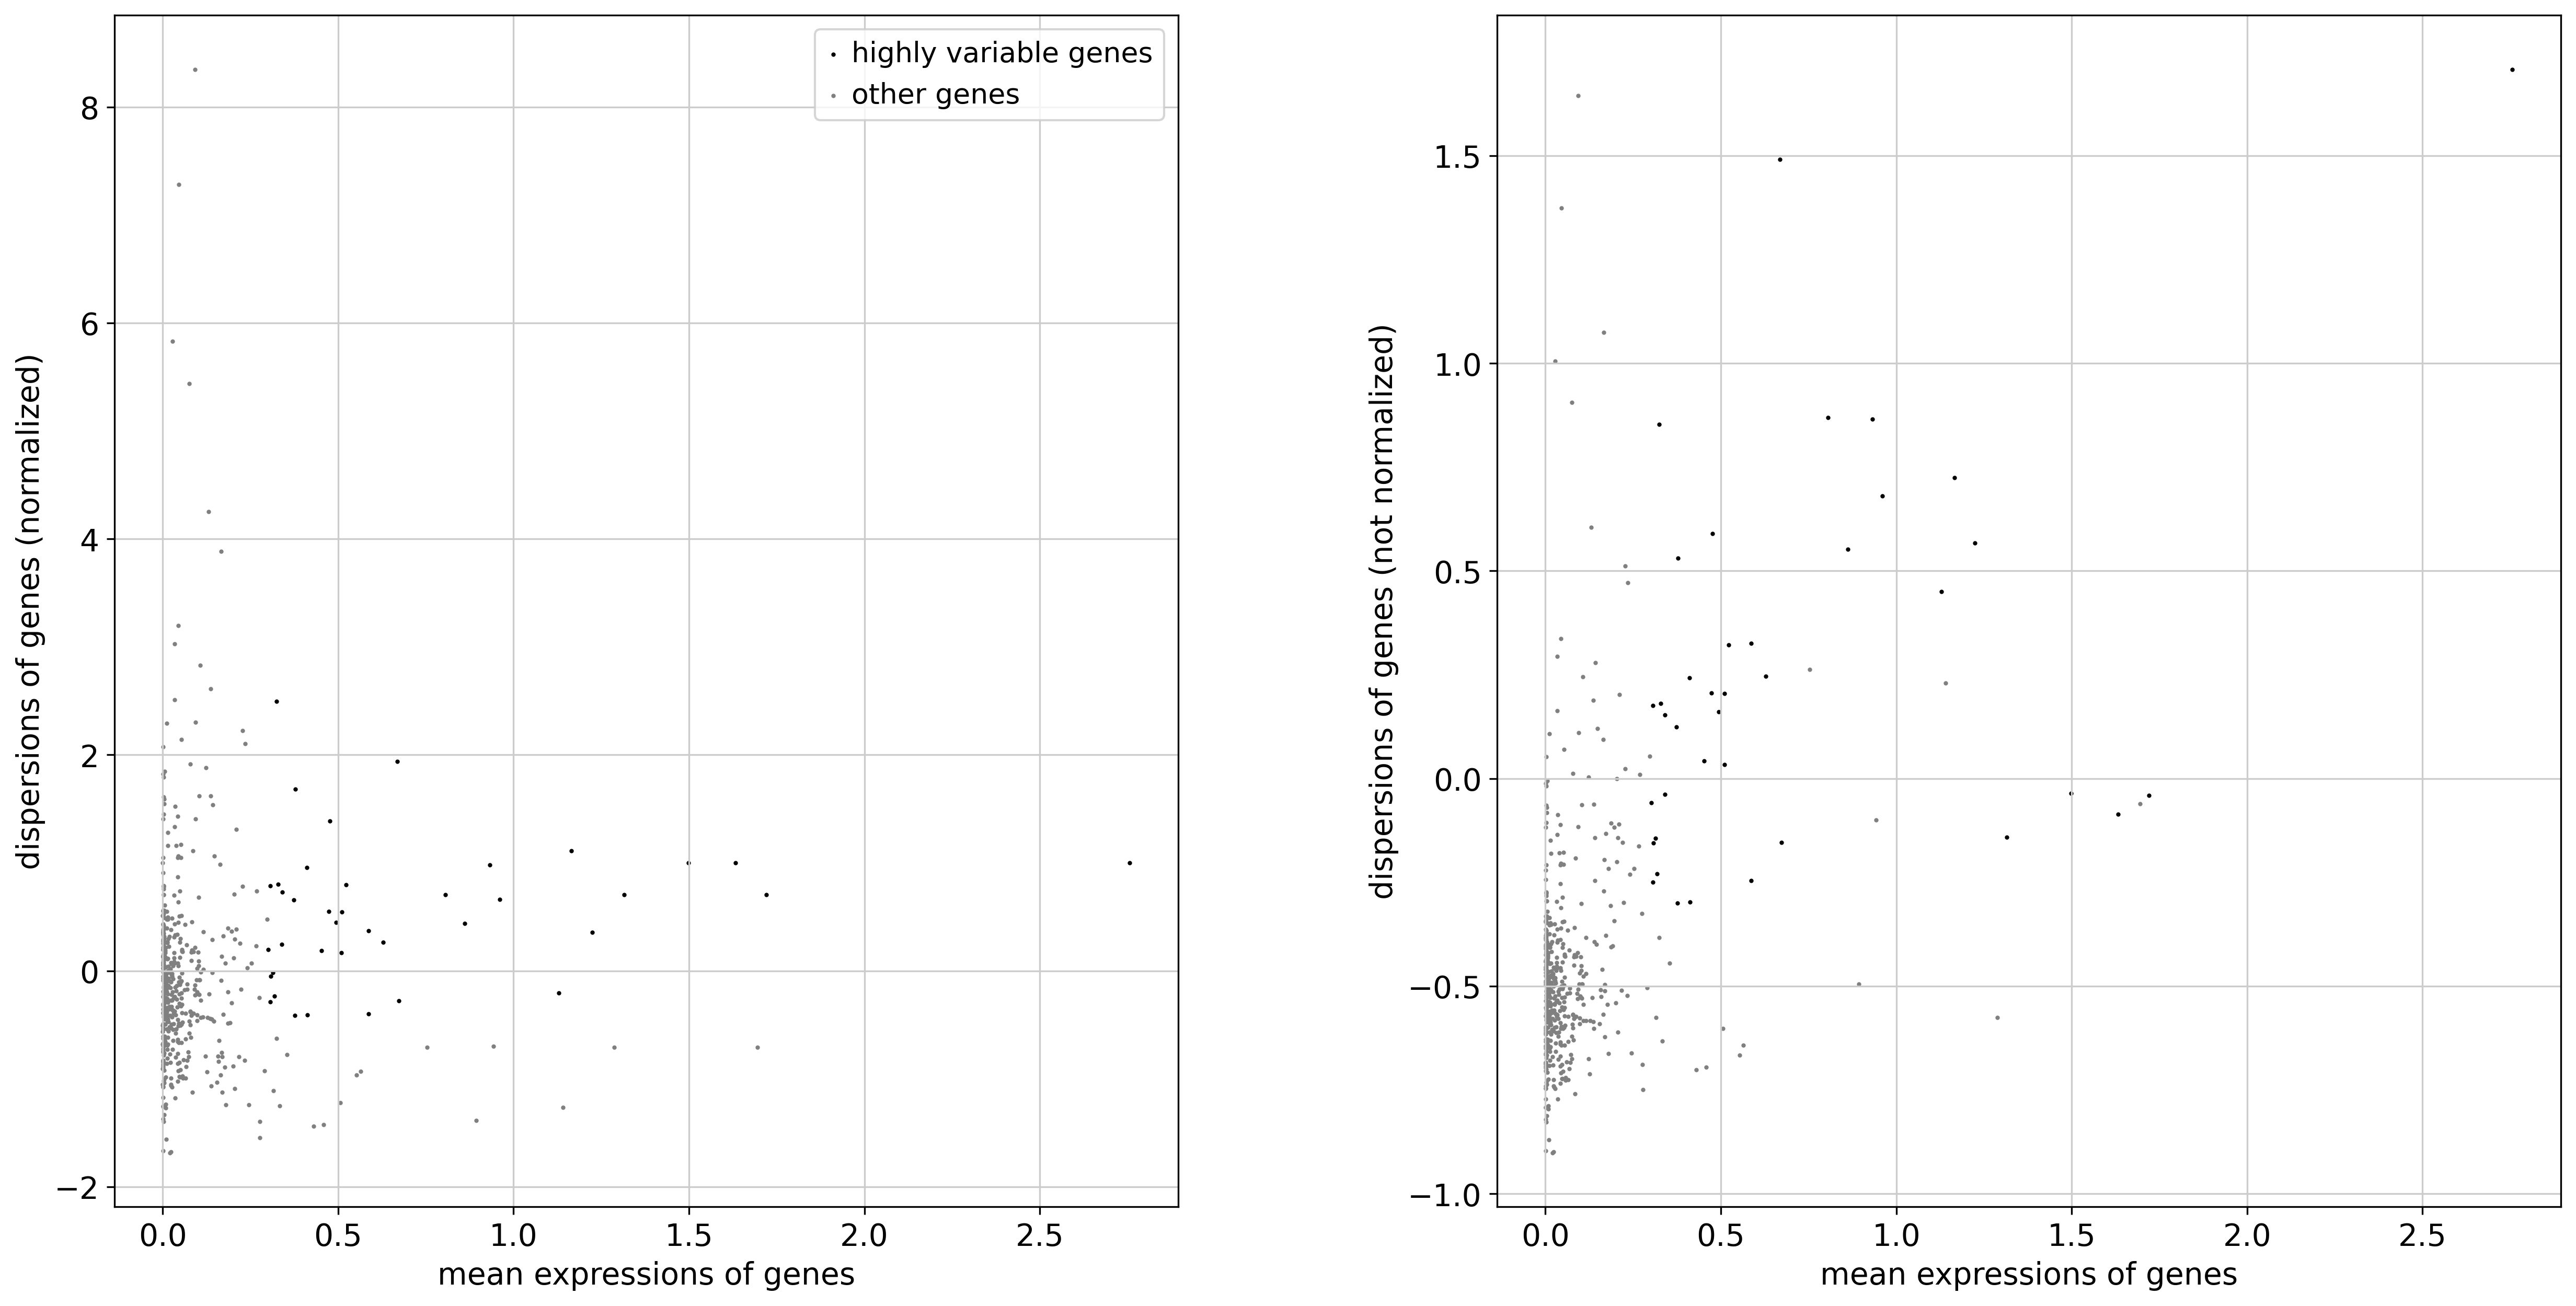 highly variable genes
other genes
8
6
4
2
0
−2
0.0 0.5 1.0 1.5 2.0 2.5
mean expressions of genes
dispersions of genes (normalized)
1.5
1.0
0.5
0.0
−0.5
−1.0
0.0 0.5 1.0 1.5 2.0 2.5
mean expressions of genes
dispersions of genes (not normalized)